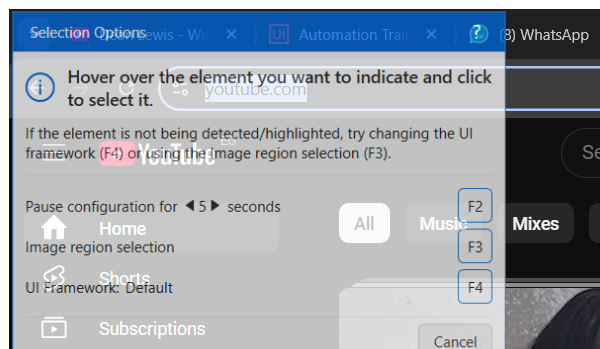 Selection Options
Lewis - Wit
Automation Trai
(8) WhatsApp
Hover over the element you want to indicate and click
to select it.
youtube.com
If the element is not being detected/highlighted, try changing the UI
framework (F4) or using the Image region selection (F3).
YouTube EG
Se
Pause configuration for 5 seconds F2
Home
All
Music
Mixes
Image region selection F3
Shorts
UI Framework: Default F4
Subscriptions
Cancel